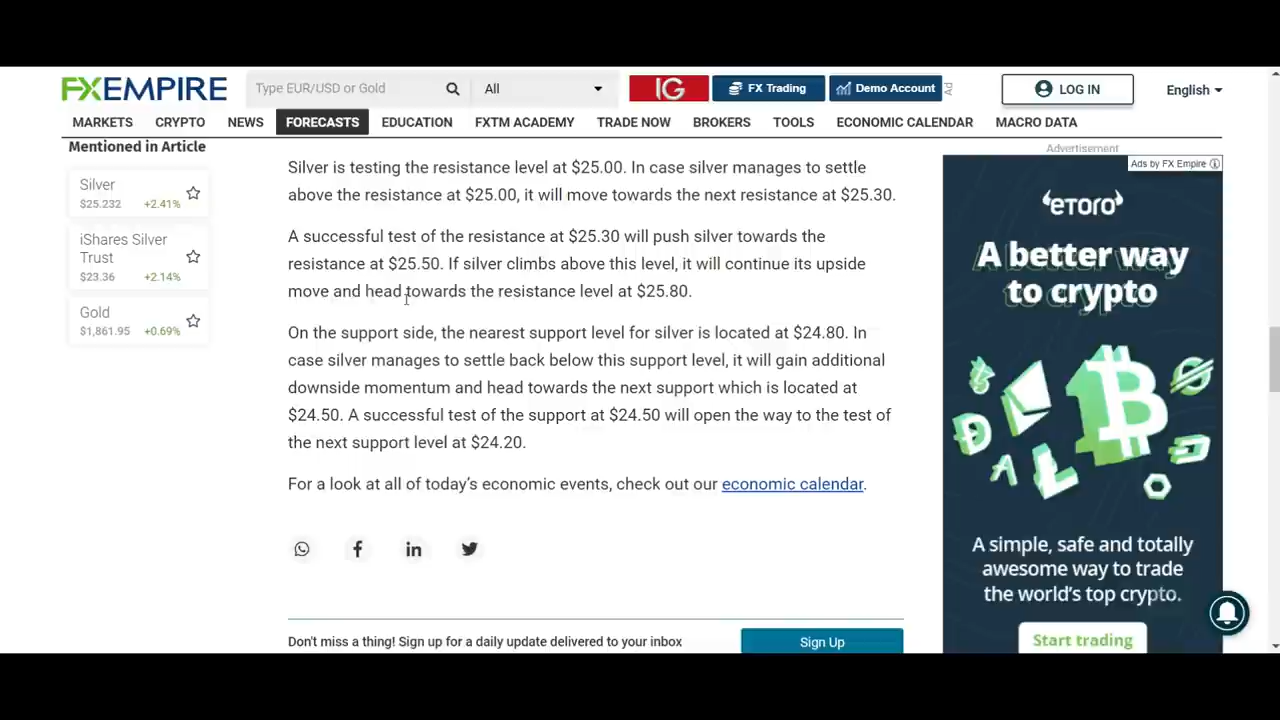 FXEMPIRE
Type EUR/USD or Gold
All
IG
FX Trading
Demo Account
Ad
LOG IN
English
MARKETS CRYPTO NEWS FORECASTS EDUCATION FXTM ACADEMY TRADE NOW BROKERS TOOLS ECONOMIC CALENDAR MACRO DATA
Mentioned in Article
Silver
$25.232 +2.41%
iShares Silver
Trust
$23.36 +2.14%
Gold
$1,861.95 +0.69%
Silver is testing the resistance level at $25.00. In case silver manages to settle
above the resistance at $25.00, it will move towards the next resistance at $25.30.
A successful test of the resistance at $25.30 will push silver towards the
resistance at $25.50. If silver climbs above this level, it will continue its upside
move and head towards the resistance level at $25.80.
On the support side, the nearest support level for silver is located at $24.80. In
case silver manages to settle back below this support level, it will gain additional
downside momentum and head towards the next support which is located at
$24.50. A successful test of the support at $24.50 will open the way to the test of
the next support level at $24.20.
For a look at all of today's economic events, check out our economic calendar.
Don't miss a thing! Sign up for a daily update delivered to your inbox
Sign Up
Advertisement
Ads by FX Empire
eTORO
A better way
to crypto
A simple, safe and totally
awesome way to trade
the world's top crypto.
Start trading